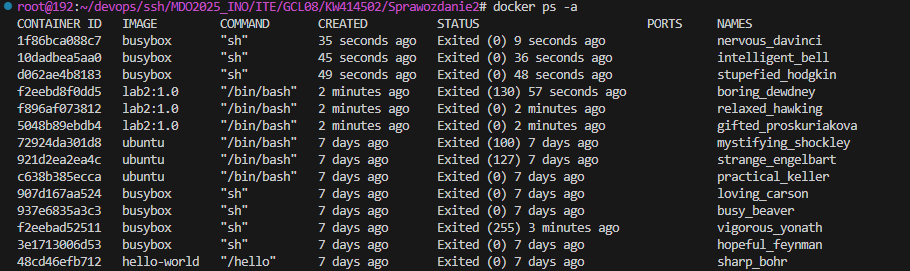 root@192:~/devops/ssh/MDO2025_INO/ITE/GCL08/KW414502/Sprawozdanie2# docker ps -a
CONTAINER ID   IMAGE         COMMAND       CREATED          STATUS                       PORTS     NAMES
1f86bca088c7   busybox       "sh"          35 seconds ago   Exited (0) 9 seconds ago               nervous_davinci
10dadbea5aa0   busybox       "sh"          45 seconds ago   Exited (0) 36 seconds ago              intelligent_bell
d062ae4b8183   busybox       "sh"          49 seconds ago   Exited (0) 48 seconds ago              stupefied_hodgkin
f2eebd8f0dd5   lab2:1.0      "/bin/bash"   2 minutes ago    Exited (130) 57 seconds ago            boring_dewdney
f896af073812   lab2:1.0      "/bin/bash"   2 minutes ago    Exited (0) 2 minutes ago               relaxed_hawking
5048b89ebdb4   lab2:1.0      "/bin/bash"   2 minutes ago    Exited (0) 2 minutes ago               gifted_proskuriakova
72924da301d8   ubuntu        "/bin/bash"   7 days ago       Exited (100) 7 days ago                mystifying_shockley
921d2ea2ea4c   ubuntu        "/bin/bash"   7 days ago       Exited (127) 7 days ago                strange_engelbart
c638b385ecca   ubuntu        "/bin/bash"   7 days ago       Exited (0) 7 days ago                  practical_keller
907d167aa524   busybox       "sh"          7 days ago       Exited (0) 7 days ago                  loving_carson
937e6835a3c3   busybox       "sh"          7 days ago       Exited (0) 7 days ago                  busy_beaver
f2eebad52511   busybox       "sh"          7 days ago       Exited (255) 3 minutes ago             vigorous_yonath
3e1713006d53   busybox       "sh"          7 days ago       Exited (0) 7 days ago                  hopeful_feynman
48cd46efb712   hello-world   "/hello"      7 days ago       Exited (0) 7 days ago                  sharp_bohr